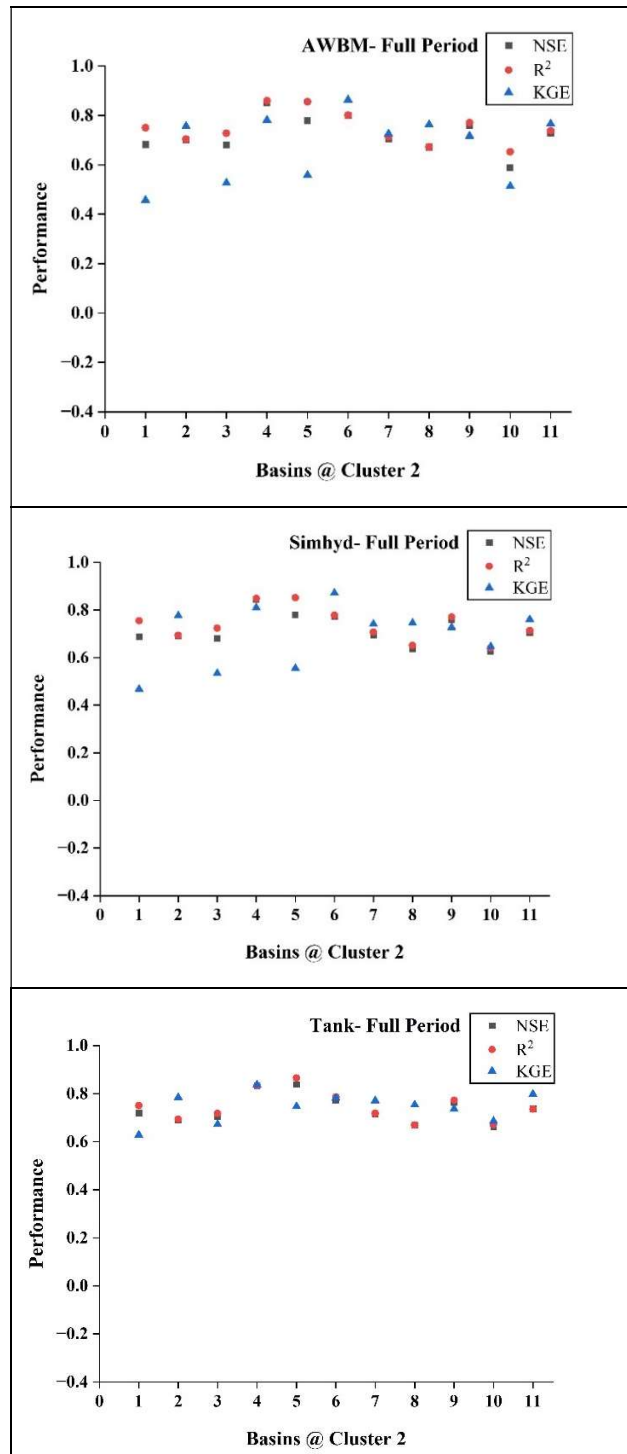 AWBM- Full Period
NSE
R²
KGE
1.0
0.8
0.6
0.4
0.2
0.0
−0.2
−0.4
Performance
0 1 2 3 4 5 6 7 8 9 10 11
Basins @ Cluster 2
Simhyd- Full Period
NSE
R²
KGE
1.0
0.8
0.6
0.4
0.2
0.0
−0.2
−0.4
Performance
0 1 2 3 4 5 6 7 8 9 10 11
Basins @ Cluster 2
Tank- Full Period
NSE
R²
KGE
1.0
0.8
0.6
0.4
0.2
0.0
−0.2
−0.4
Performance
0 1 2 3 4 5 6 7 8 9 10 11
Basins @ Cluster 2